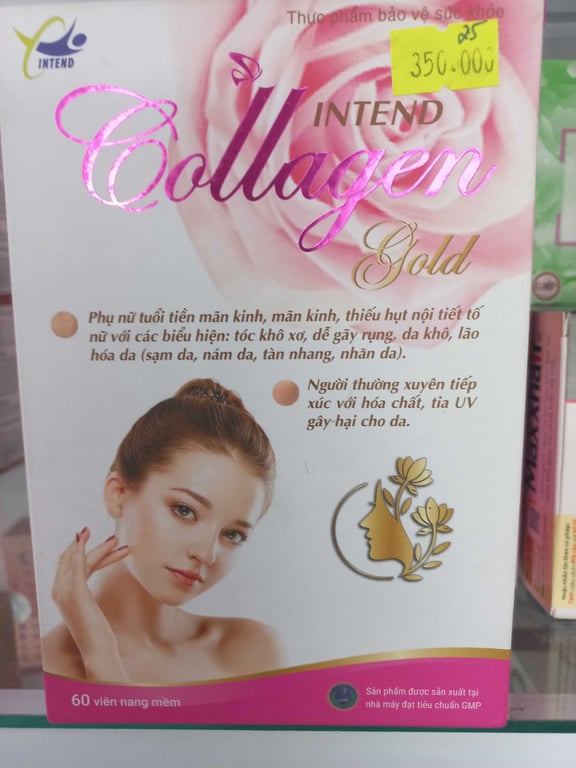 Thực phẩm bảo vệ sức khỏe
INTEND
25
350.000
INTEND
Collagen
Gold
Phụ nữ tuổi tiền mãn kinh, mãn kinh, thiếu hụt nội tiết tố
nữ với các biểu hiện: tóc khô xơ, dễ gãy rụng, da khô, lão
hóa da (sạm da, nám da, tàn nhang, nhăn da).
Người thường xuyên tiếp
xúc với hóa chất, tia UV
gây hại cho da.
60 viên nang mềm
Sản phẩm được sản xuất tại
nhà máy đạt tiêu chuẩn GMP
Maxxhair